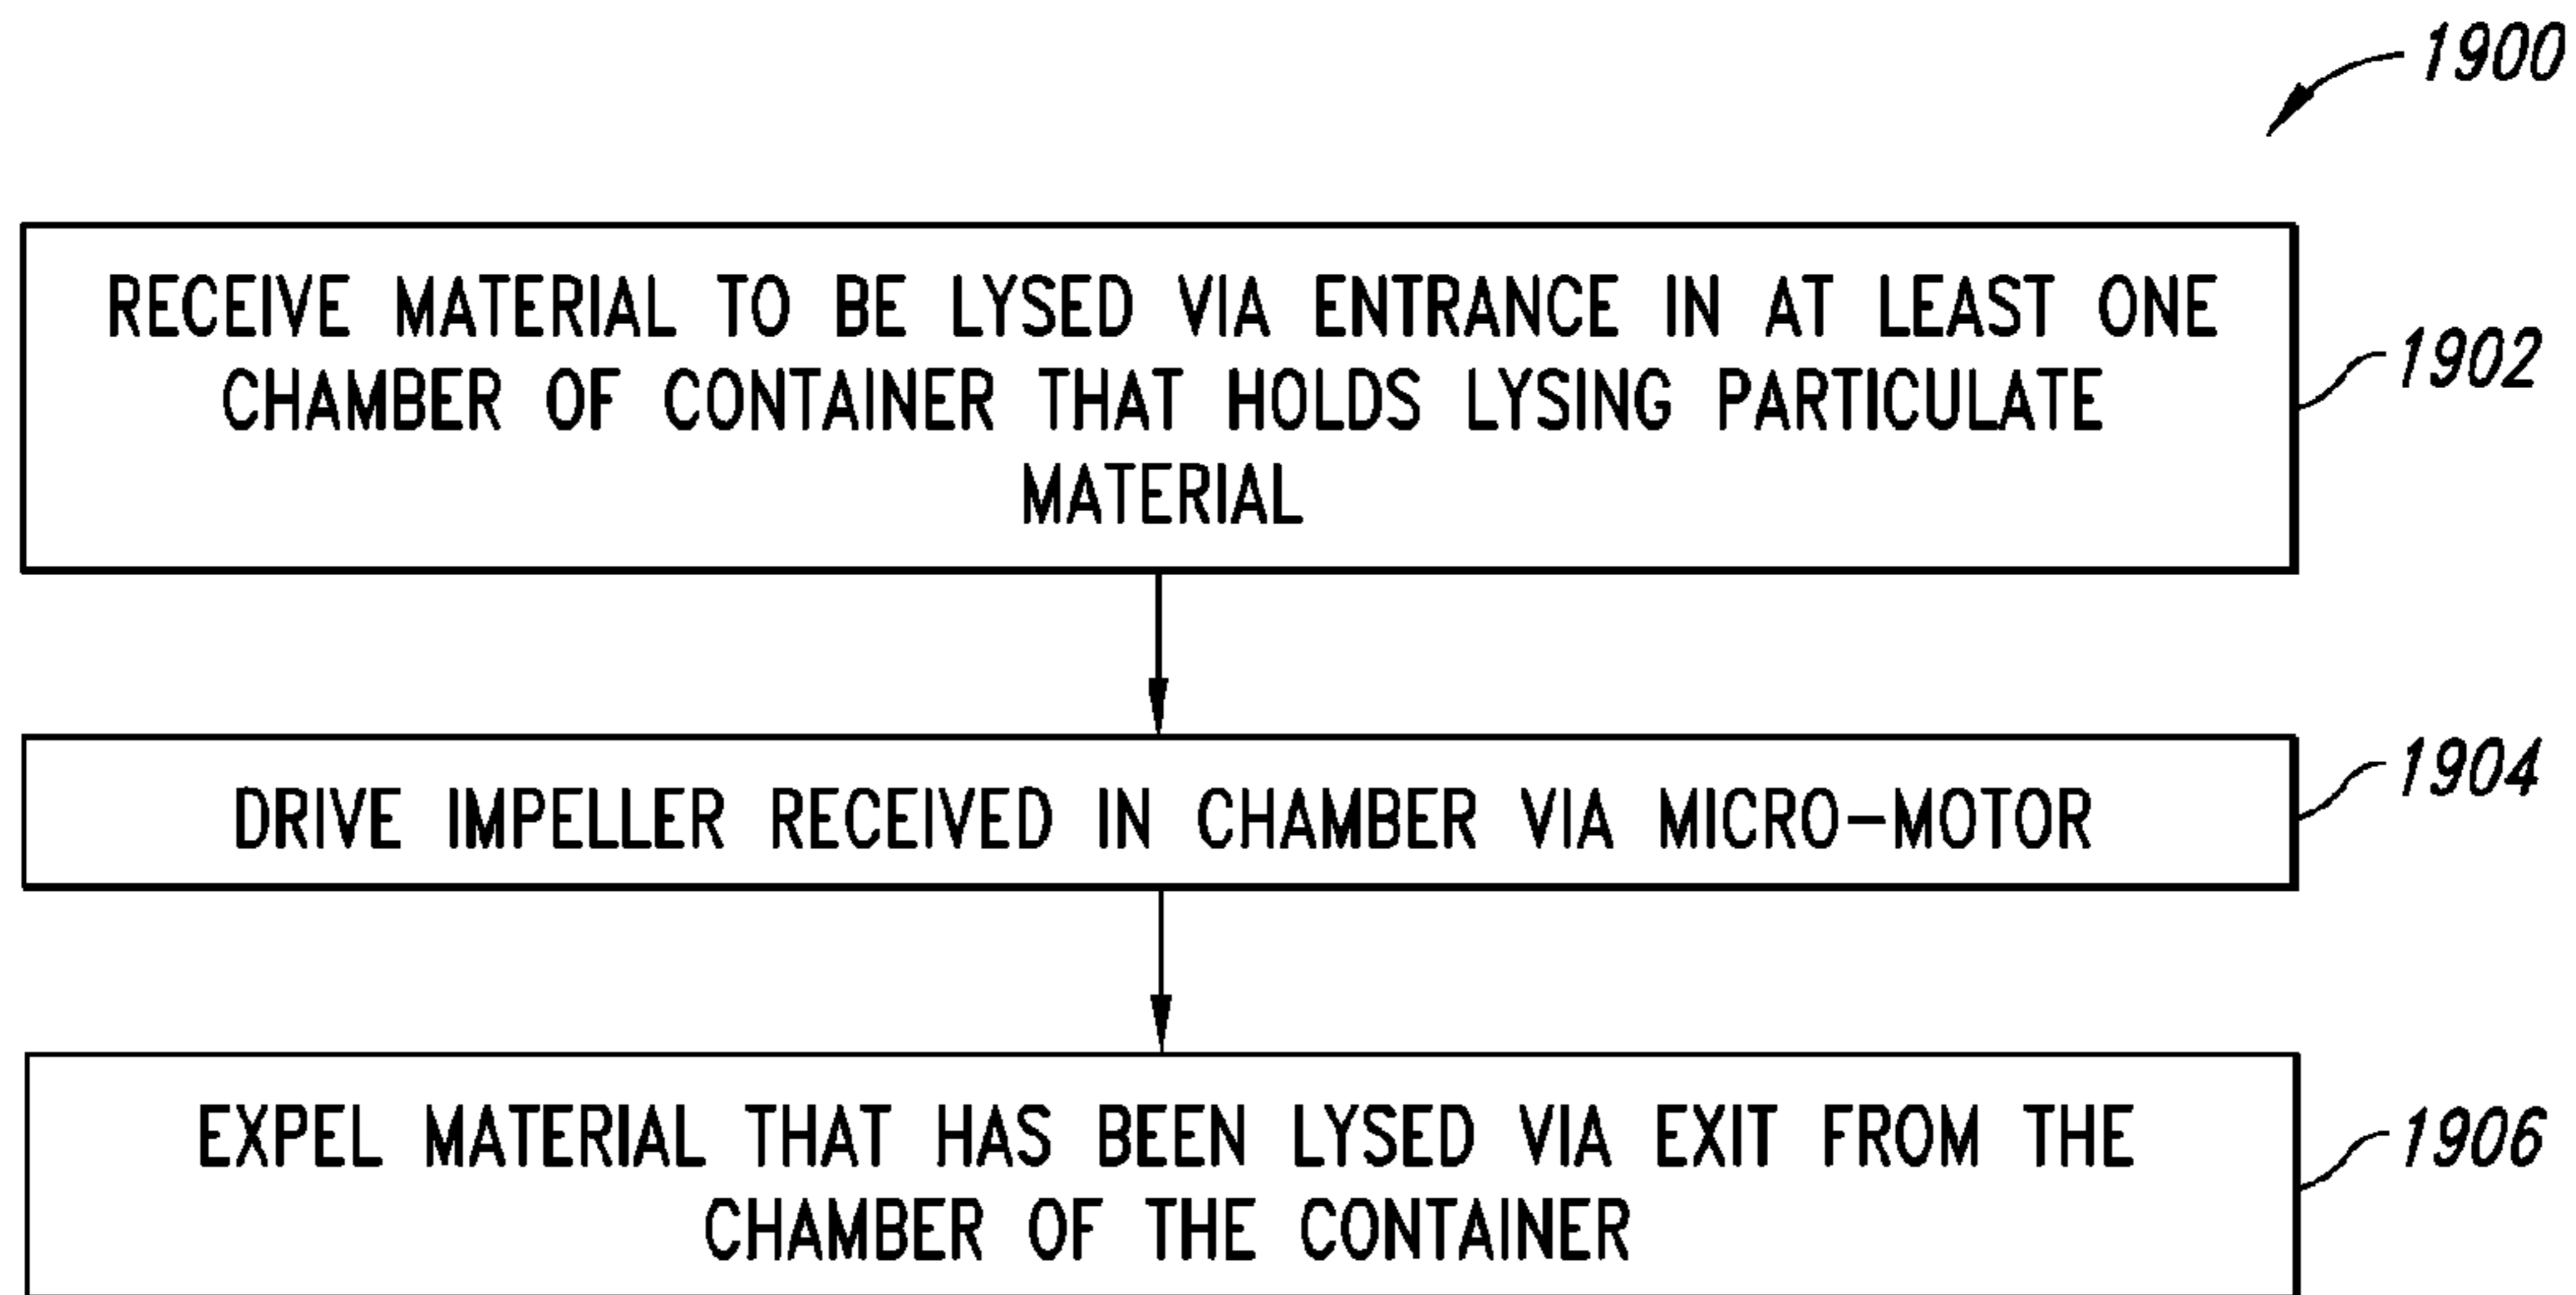 1900
RECEIVE MATERIAL TO BE LYSED VIA ENTRANCE IN AT LEAST ONE
CHAMBER OF CONTAINER THAT HOLDS LYSING PARTICULATE
MATERIAL
1902
DRIVE IMPELLER RECEIVED IN CHAMBER VIA MICRO-MOTOR
1904
EXPEL MATERIAL THAT HAS BEEN LYSED VIA EXIT FROM THE
CHAMBER OF THE CONTAINER
1906